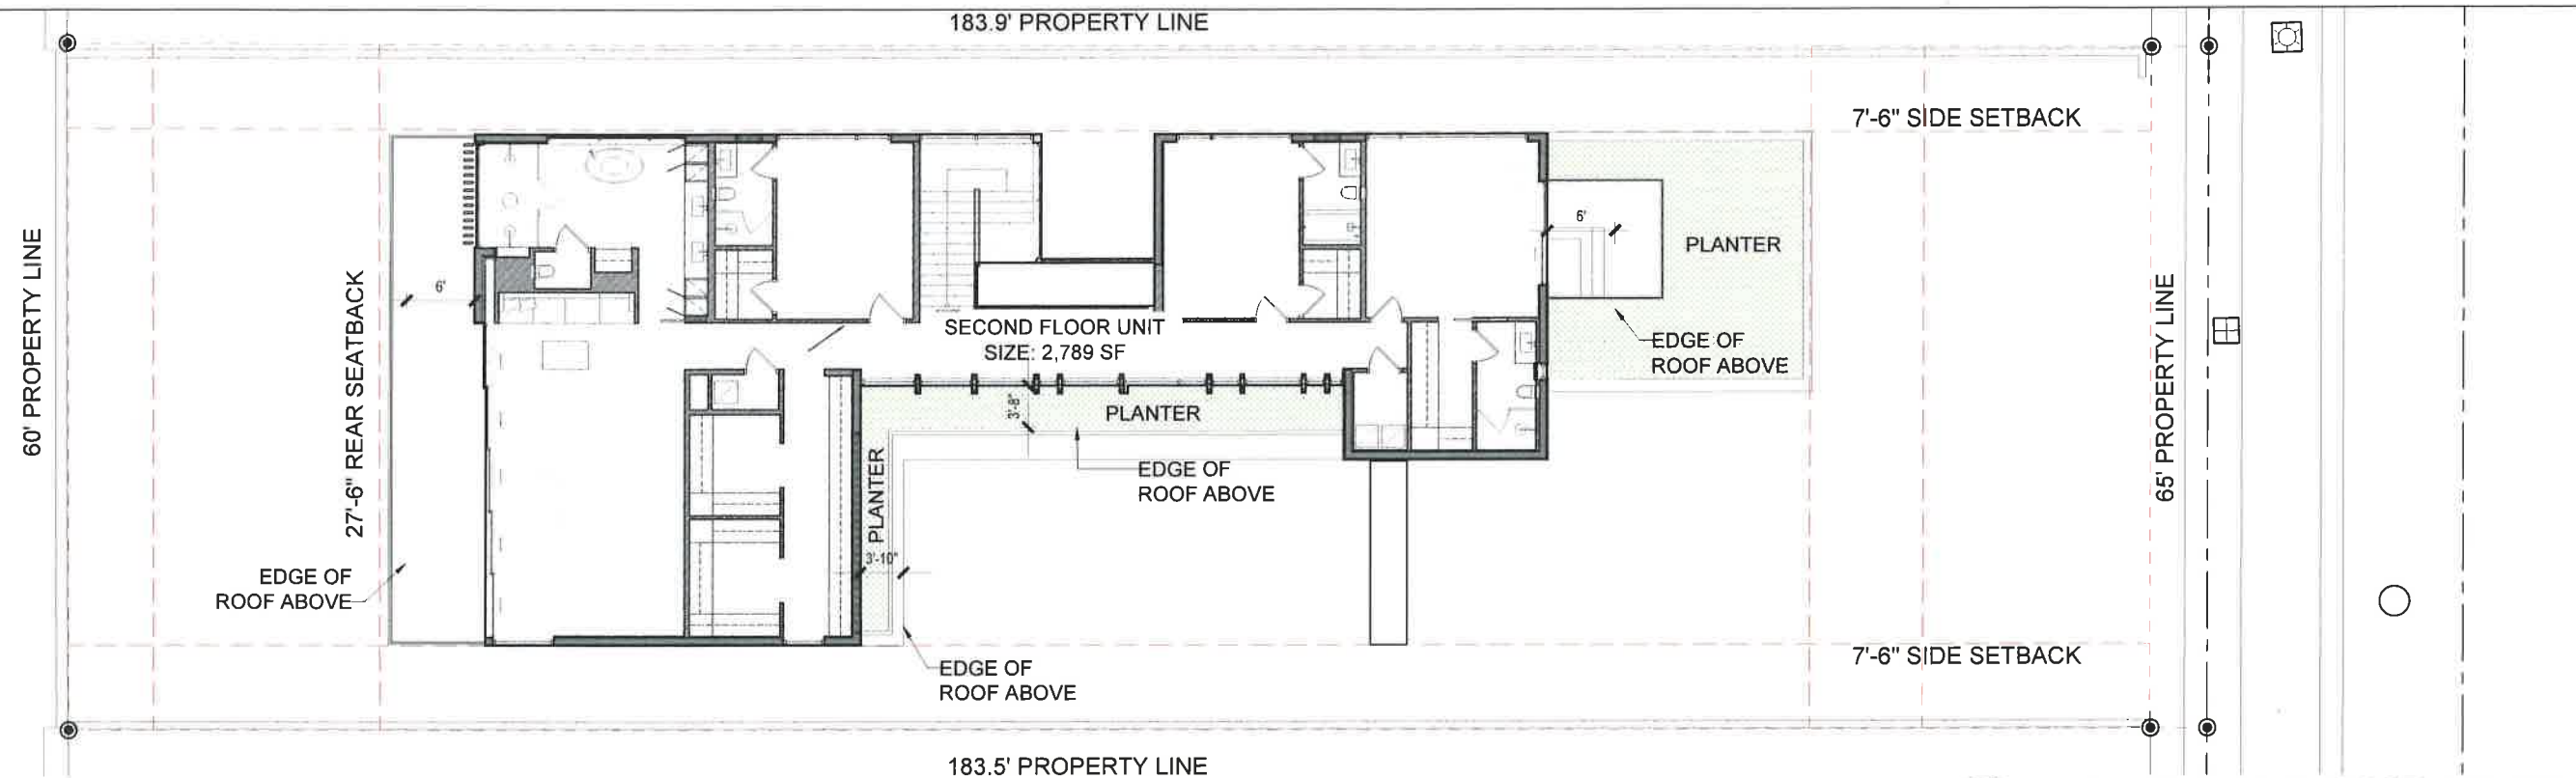 183.9' PROPERTY LINE
7'-6" SIDE SETBACK
60' PROPERTY LINE
27'-6" REAR SEATBACK
6'
6'
PLANTER
65' PROPERTY LINE
SECOND FLOOR UNIT
SIZE: 2,789 SF
EDGE OF
ROOF ABOVE
3'-8"
PLANTER
PLANTER
EDGE OF
ROOF ABOVE
3'-10"
EDGE OF
ROOF ABOVE
EDGE OF
ROOF ABOVE
7'-6" SIDE SETBACK
183.5' PROPERTY LINE